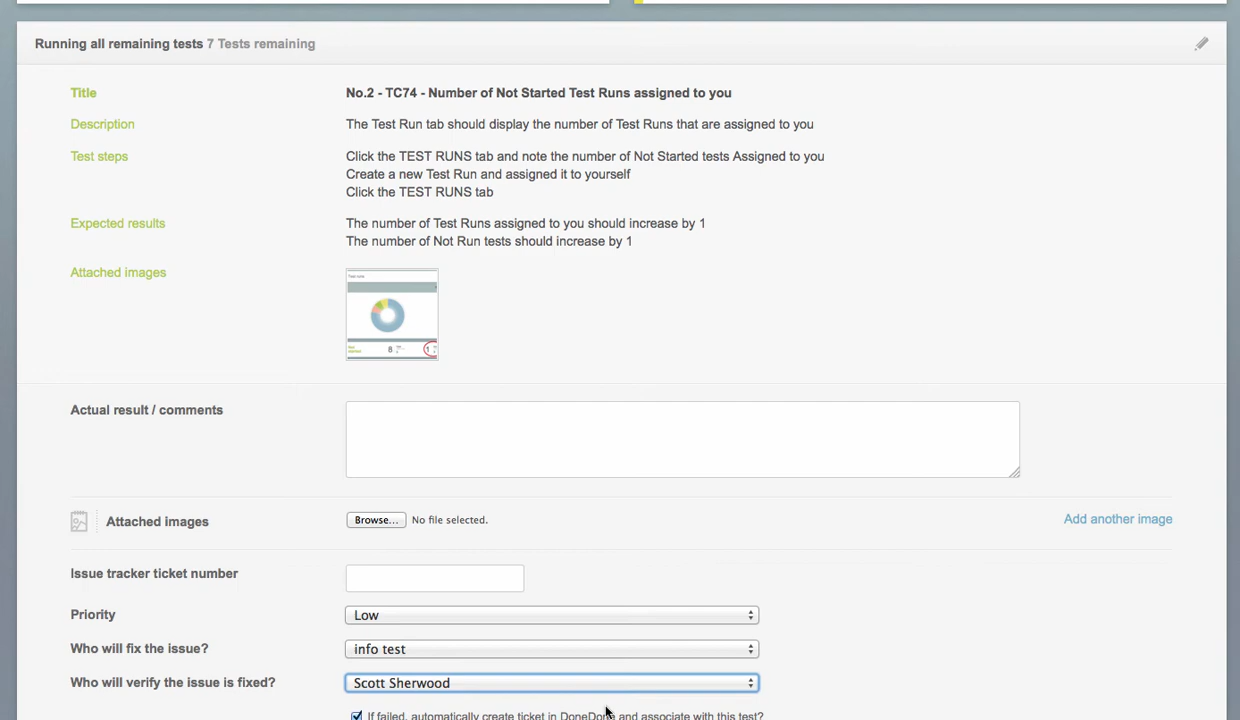 Running all remaining tests 7 Tests remaining
Title
No.2 - TC74 - Number of Not Started Test Runs assigned to you
Description
The Test Run tab should display the number of Test Runs that are assigned to you
Test steps
Click the TEST RUNS tab and note the number of Not Started tests Assigned to you
Create a new Test Run and assigned it to yourself
Click the TEST RUNS tab
Expected results
The number of Test Runs assigned to you should increase by 1
The number of Not Run tests should increase by 1
Attached images
Test runs
8
1
Actual result / comments
Attached images
Browse... No file selected.
Add another image
Issue tracker ticket number
Priority
Low
Who will fix the issue?
info test
Who will verify the issue is fixed?
Scott Sherwood
If failed, automatically create ticket in DoneDone and associate with this test?